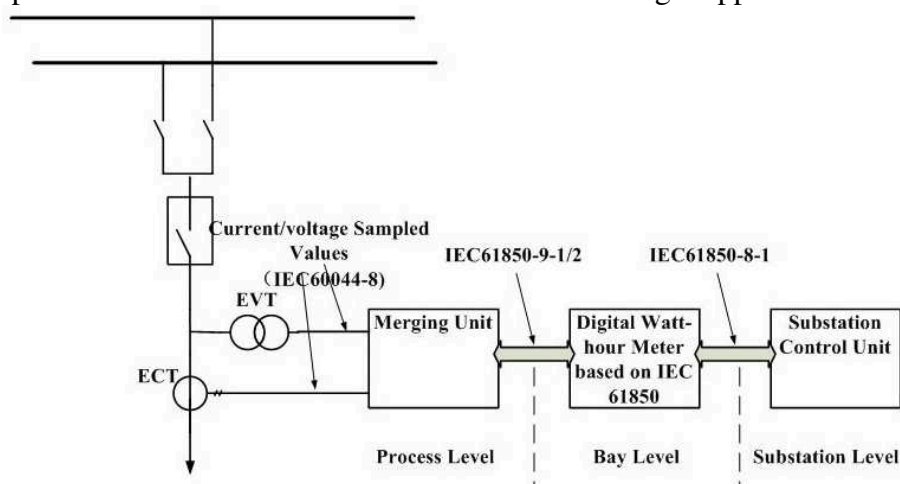 Current/voltage Sampled
Values
(IEC60044-8)
IEC61850-9-1/2
IEC61850-8-1
EVT
ECT
Merging Unit
Digital Watt-
hour Meter
based on IEC
61850
Substation
Control Unit
Process Level
Bay Level
Substation Level